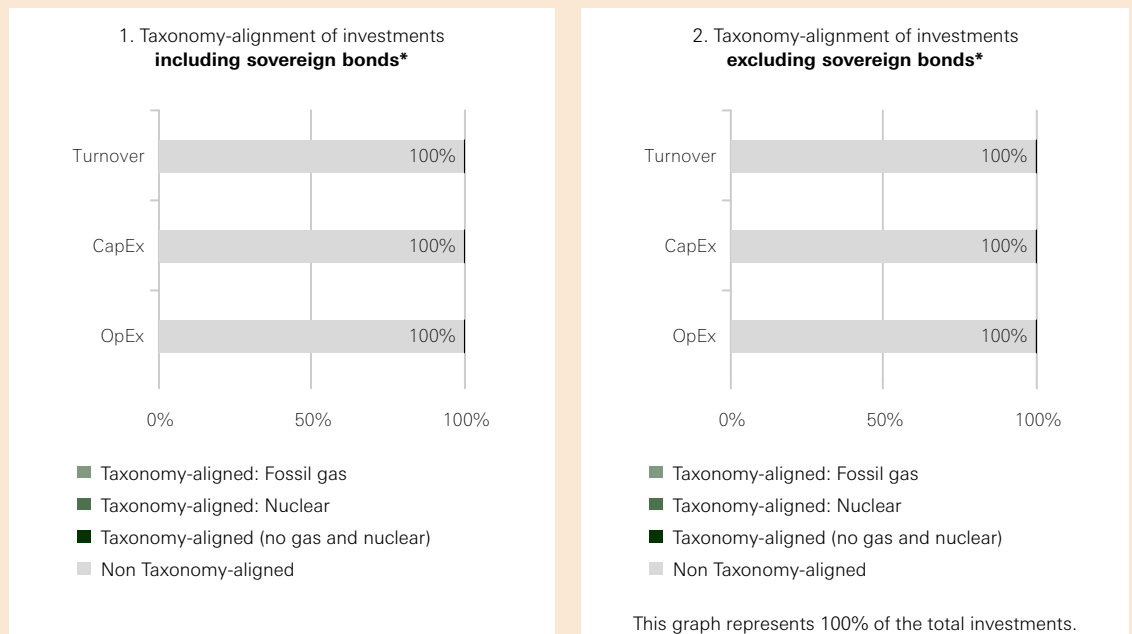 1. Taxonomy-alignment of investments
including sovereign bonds*
Turnover
100%
CapEx
100%
OpEx
100%
0%
50%
100%
Taxonomy-aligned: Fossil gas
Taxonomy-aligned: Nuclear
Taxonomy-aligned (no gas and nuclear)
Non Taxonomy-aligned
2. Taxonomy-alignment of investments
excluding sovereign bonds*
Turnover
100%
CapEx
100%
OpEx
100%
0%
50%
100%
Taxonomy-aligned: Fossil gas
Taxonomy-aligned: Nuclear
Taxonomy-aligned (no gas and nuclear)
Non Taxonomy-aligned
This graph represents 100% of the total investments.